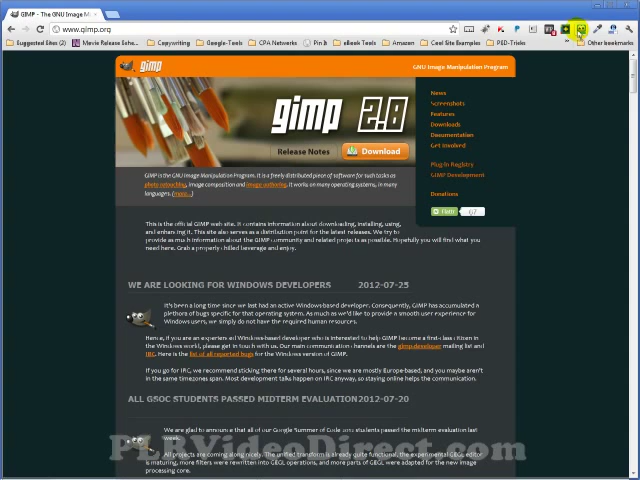 GIMP - The GNU Image M
www.gimp.org
Suggested Sites (20) Movie Release Sche... Copywriting Google-Tools CPA Networks Pin It eBook Tools Amazon Cool Site Examples P&D-Tricks » Other bookmarks
gimp GNU Image Manipulation Program
gimp 2.8
Release Notes Download
News
Screenshots
Features
Downloads
Documentation
Get Involved
Plug-in Registry
GIMP Development
Donations
Flattr
GIMP is the GNU Image Manipulation Program. It is a freely distributed piece of software for such tasks as
photo retouching, image composition and image authoring. It works on many operating systems, in many
languages. (more...)
This is the official GIMP web site. It contains information about downloading, installing, using,
and enhancing it. This site also serves as a distribution point for the latest releases. We try to
provide as much information about the GIMP community and related projects as possible. Hopefully you will find what you
need here. Grab a properly chilled beverage and enjoy.
WE ARE LOOKING FOR WINDOWS DEVELOPERS 2012-07-25
It's been a long time since we last had an active Windows-based developer. Consequently, GIMP has accumulated a
plethora of bugs specific for that operating system. As much as we'd like to provide a smooth user experience for
Windows users, we simply do not have the required human resources.
Hence, if you are an experienced Windows-based developer who is interested to help GIMP become a first-class citizen in
the Windows world, please get in touch with us. Our main communication channels are the gimp-developer mailing list and
IRC. Here is the list of all reported bugs for the Windows version of GIMP.
If you go for IRC, we recommend sticking there for several hours, since we are mostly Europe-based, and you maybe aren't
in the same timezones span. Most development talks happen on IRC anyway, so staying online helps the communication.
ALL GSOC STUDENTS PASSED MIDTERM EVALUATION 2012-07-20
We are glad to announce that all of our Google Summer of Code 2012 students passed the midterm evaluation last
week.
All projects are coming along nicely. The unified transform is already quite functional, the experimental GEGL
is maturing, more filters were rewritten into GEGL operations, and more parts of GEGL were adapted for the new image
processing core.
PLRVideoDirect.com